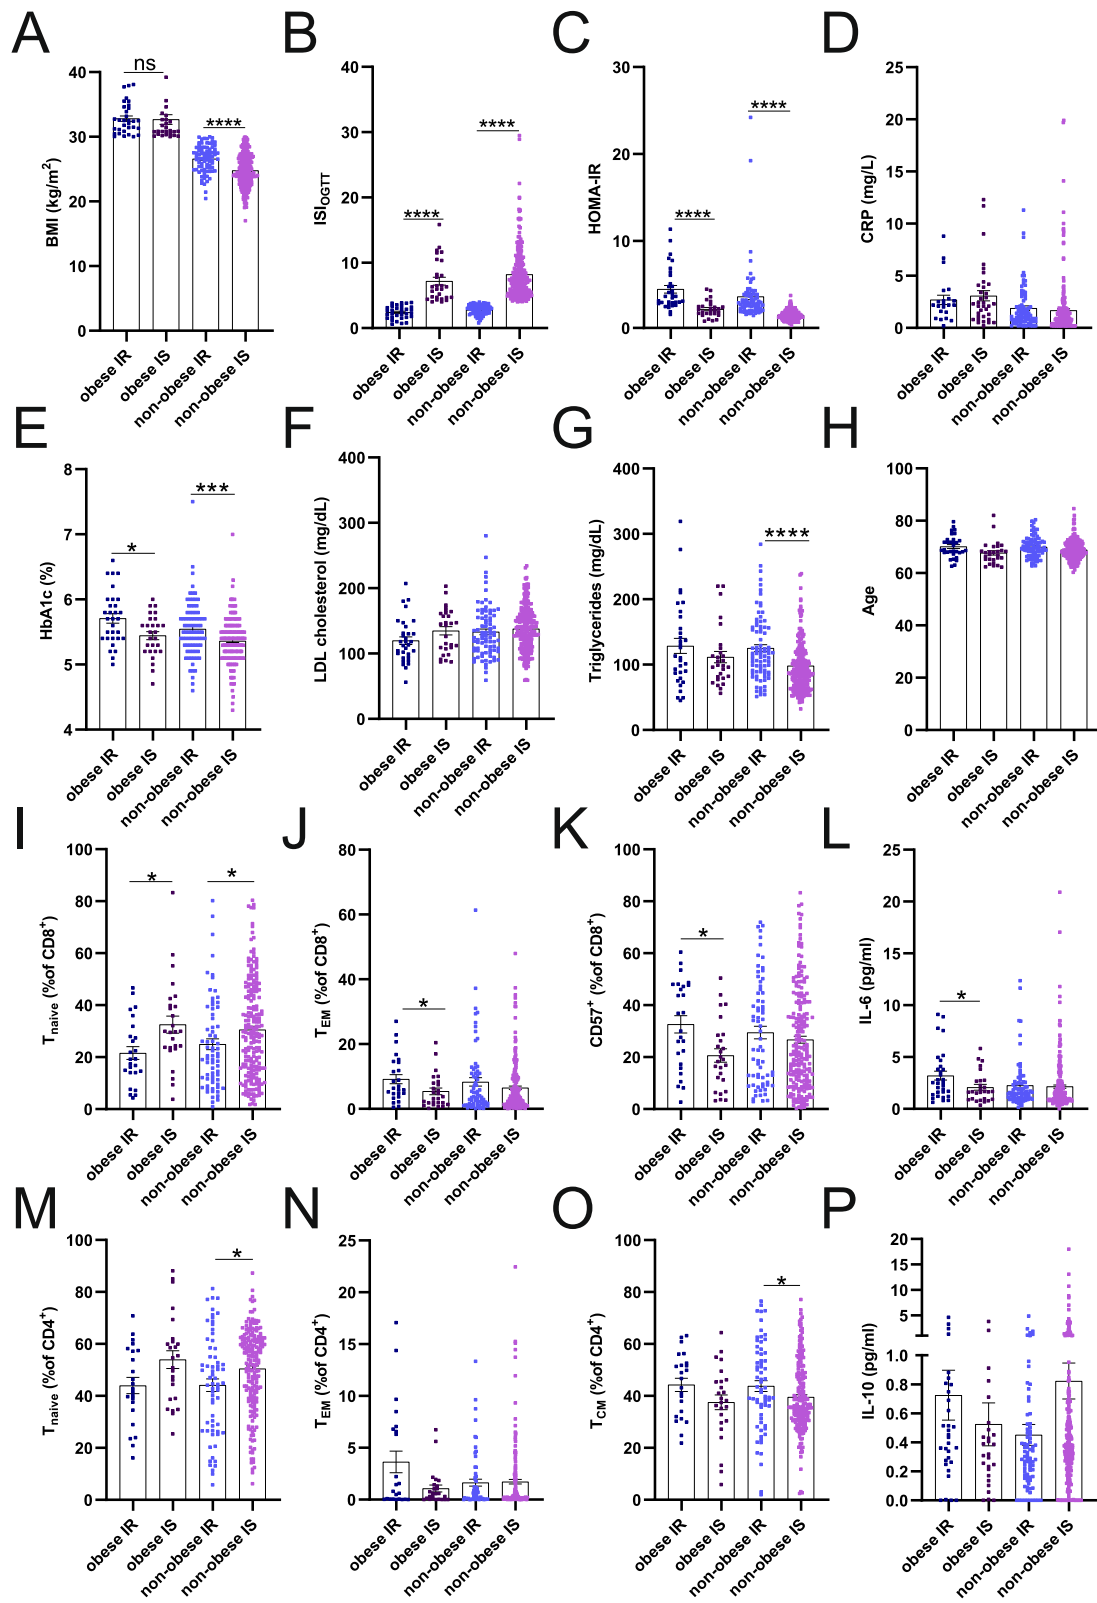 A
BMI (kg/m²)
40
30
20
10
0
ns
****
obese IR
obese IS
non-obese IR
non-obese IS
B
ISI_OGTT
40
30
20
10
0
****
****
obese IR
obese IS
non-obese IR
non-obese IS
C
HOMA-IR
30
20
10
0
****
****
obese IR
obese IS
non-obese IR
non-obese IS
D
CRP (mg/L)
25
20
15
10
5
0
obese IR
obese IS
non-obese IR
non-obese IS
E
HbA1c (%)
8
7
6
5
4
*
***
obese IR
obese IS
non-obese IR
non-obese IS
F
LDL cholesterol (mg/dL)
400
300
200
100
0
obese IR
obese IS
non-obese IR
non-obese IS
G
Triglycerides (mg/dL)
400
300
200
100
0
****
obese IR
obese IS
non-obese IR
non-obese IS
H
Age
100
80
60
40
20
0
obese IR
obese IS
non-obese IR
non-obese IS
I
T_naive (%of CD8⁺)
100
80
60
40
20
0
*
*
obese IR
obese IS
non-obese IR
non-obese IS
J
T_EM (%of CD8⁺)
80
60
40
20
0
*
obese IR
obese IS
non-obese IR
non-obese IS
K
CD57⁺ (%of CD8⁺)
100
80
60
40
20
0
*
obese IR
obese IS
non-obese IR
non-obese IS
L
IL-6 (pg/ml)
25
20
15
10
5
0
*
obese IR
obese IS
non-obese IR
non-obese IS
M
T_naive (%of CD4⁺)
100
80
60
40
20
0
*
obese IR
obese IS
non-obese IR
non-obese IS
N
T_EM (%of CD4⁺)
25
20
15
10
5
0
obese IR
obese IS
non-obese IR
non-obese IS
O
T_CM (%of CD4⁺)
100
80
60
40
20
0
*
obese IR
obese IS
non-obese IR
non-obese IS
P
IL-10 (pg/ml)
20
15
10
5
1.0
0.8
0.6
0.4
0.2
0.0
obese IR
obese IS
non-obese IR
non-obese IS